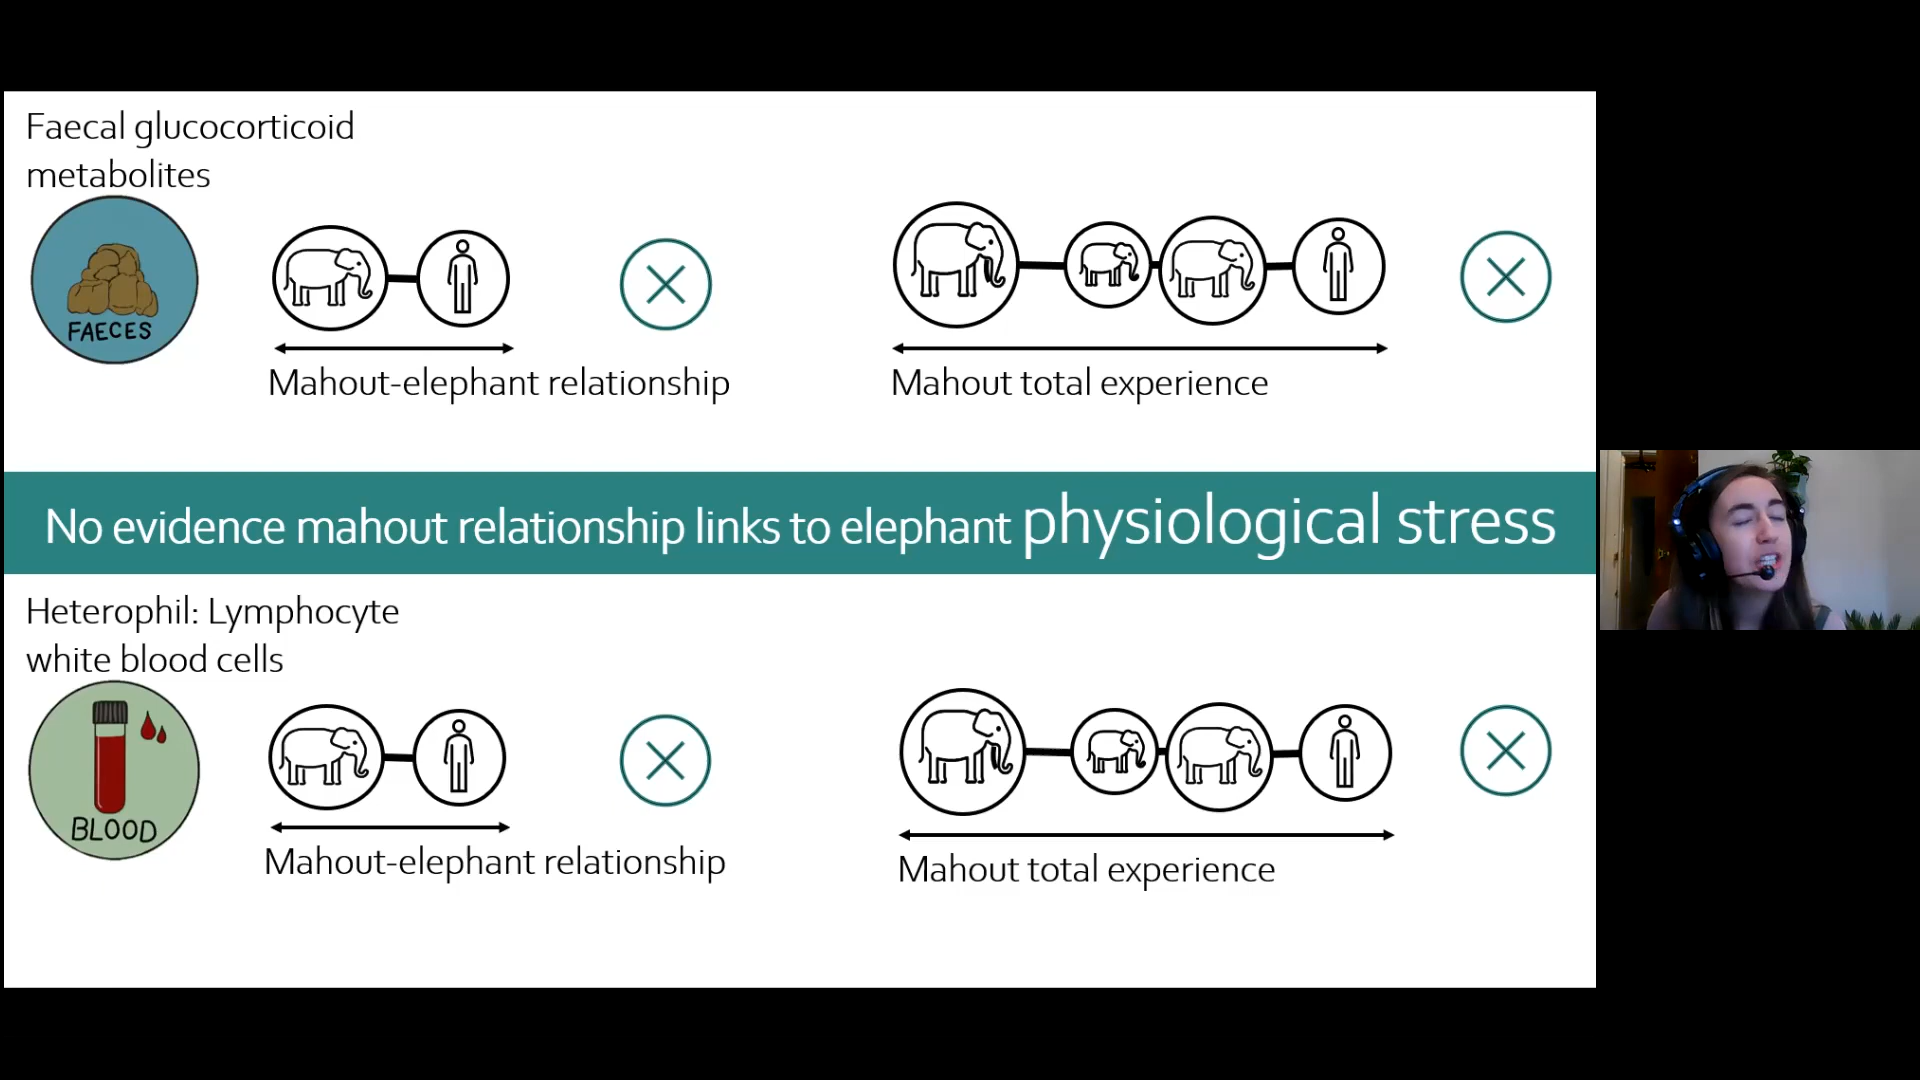 Faecal glucocorticoid
metabolites
FAECES
Mahout-elephant relationship
Mahout total experience
No evidence mahout relationship links to elephant physiological stress
Heterophil: Lymphocyte
white blood cells
BLOOD
Mahout-elephant relationship
Mahout total experience